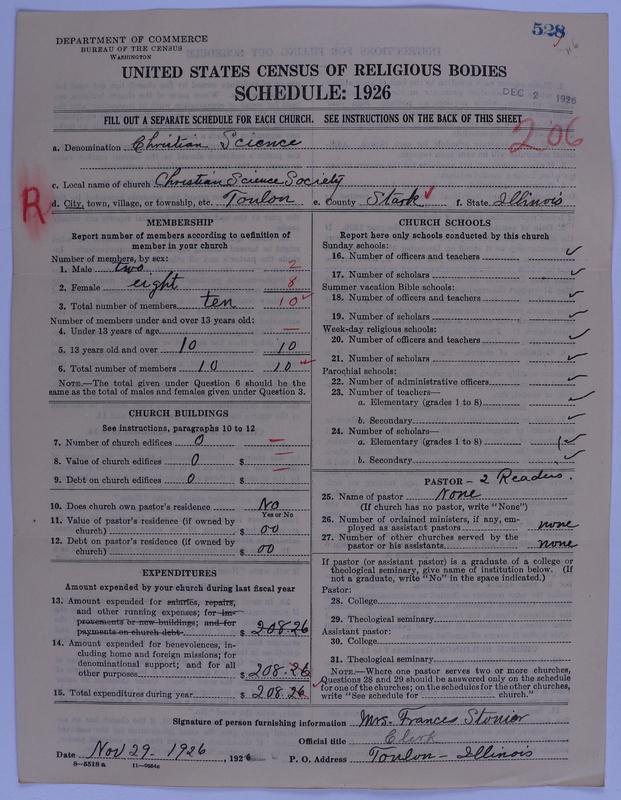 528
DEPARTMENT OF COMMERCE
BUREAU OF THE CENSUS
WASHINGTON
UNITED STATES CENSUS OF RELIGIOUS BODIES
SCHEDULE: 1926
DEC 2 1926
FILL OUT A SEPARATE SCHEDULE FOR EACH CHURCH. SEE INSTRUCTIONS ON THE BACK OF THIS SHEET
206
a. Denomination Christian Science
c. Local name of church Christian Science Society
R
d. City, town, village, or township, etc. Toulon e. County Stark f. State Illinois
MEMBERSHIP
Report number of members according to definition of
member in your church
Number of members, by sex:
1. Male two 2
2. Female eight 8
3. Total number of members ten 10
Number of members under and over 13 years old:
4. Under 13 years of age —
5. 13 years old and over 10 10
6. Total number of members 10 10
NOTE.—The total given under Question 6 should be the
same as the total of males and females given under Question 3.
CHURCH BUILDINGS
See instructions, paragraphs 10 to 12
7. Number of church edifices 0 —
8. Value of church edifices 0 $ —
9. Debt on church edifices 0 $ —
10. Does church own pastor's residence No
Yes or No
11. Value of pastor's residence (if owned by
church) $ 00
12. Debt on pastor's residence (if owned by
church) $ 00
EXPENDITURES
Amount expended by your church during last fiscal year
13. Amount expended for salaries, repairs,
and other running expenses; for im-
provements or new buildings; and for
payments on church debt $ 208.26
14. Amount expended for benevolences, in-
cluding home and foreign missions; for
denominational support; and for all
other purposes $ 208.26
15. Total expenditures during year $ 208.26
CHURCH SCHOOLS
Report here only schools conducted by this church
Sunday schools:
16. Number of officers and teachers
17. Number of scholars
Summer vacation Bible schools:
18. Number of officers and teachers
19. Number of scholars
Week-day religious schools:
20. Number of officers and teachers
21. Number of scholars
Parochial schools:
22. Number of administrative officers
23. Number of teachers—
a. Elementary (grades 1 to 8)
b. Secondary
24. Number of scholars—
a. Elementary (grades 1 to 8)
b. Secondary
PASTOR – 2 Readers.
25. Name of pastor None
(If church has no pastor, write "None")
26. Number of ordained ministers, if any, em-
ployed as assistant pastors none
27. Number of other churches served by the
pastor or his assistants none
If pastor (or assistant pastor) is a graduate of a college or
theological seminary, give name of institution below. (If
not a graduate, write "No" in the space indicated.)
Pastor:
28. College
29. Theological seminary
Assistant pastor:
30. College
31. Theological seminary
NOTE.—Where one pastor serves two or more churches,
Questions 28 and 29 should be answered only on the schedule
for one of the churches; on the schedules for the other churches,
write "See schedule for church."
Signature of person furnishing information Mrs. Frances Stonier
Official title Clerk
Date Nov 29. 1926, 1926 P. O. Address Toulon – Illinois
8—5518a